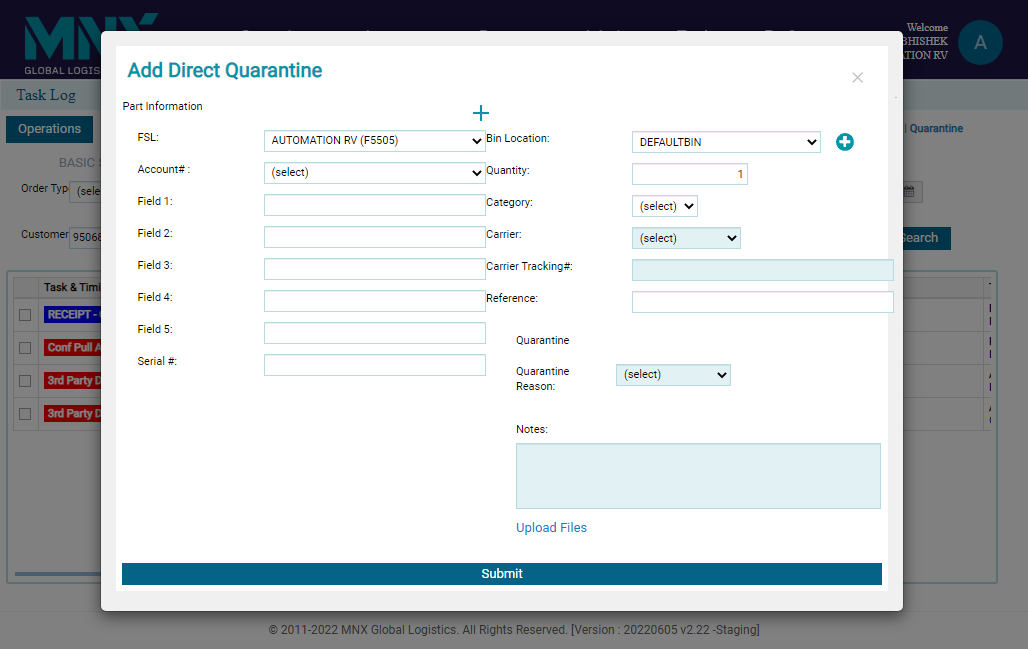 MNX
GLOBAL LOGIS
Welcome
BHISHEK
TION RV
A
Task Log
Operations
| Quarantine
BASIC S
Order Typ
(sele
Customer
95068
Search
Task & Timi
RECEIPT - 
Conf Pull A
3rd Party D
3rd Party D
Add Direct Quarantine
×
Part Information
+
FSL:
AUTOMATION RV (F5505)
Account# :
(select)
Field 1:
Field 2:
Field 3:
Field 4:
Field 5:
Serial #:
Bin Location:
DEFAULTBIN
Quantity:
1
Category:
(select)
Carrier:
(select)
Carrier Tracking#:
Reference:
Quarantine
Quarantine
Reason:
(select)
Notes:
Upload Files
Submit
© 2011-2022 MNX Global Logistics. All Rights Reserved. [Version : 20220605 v2.22 -Staging]